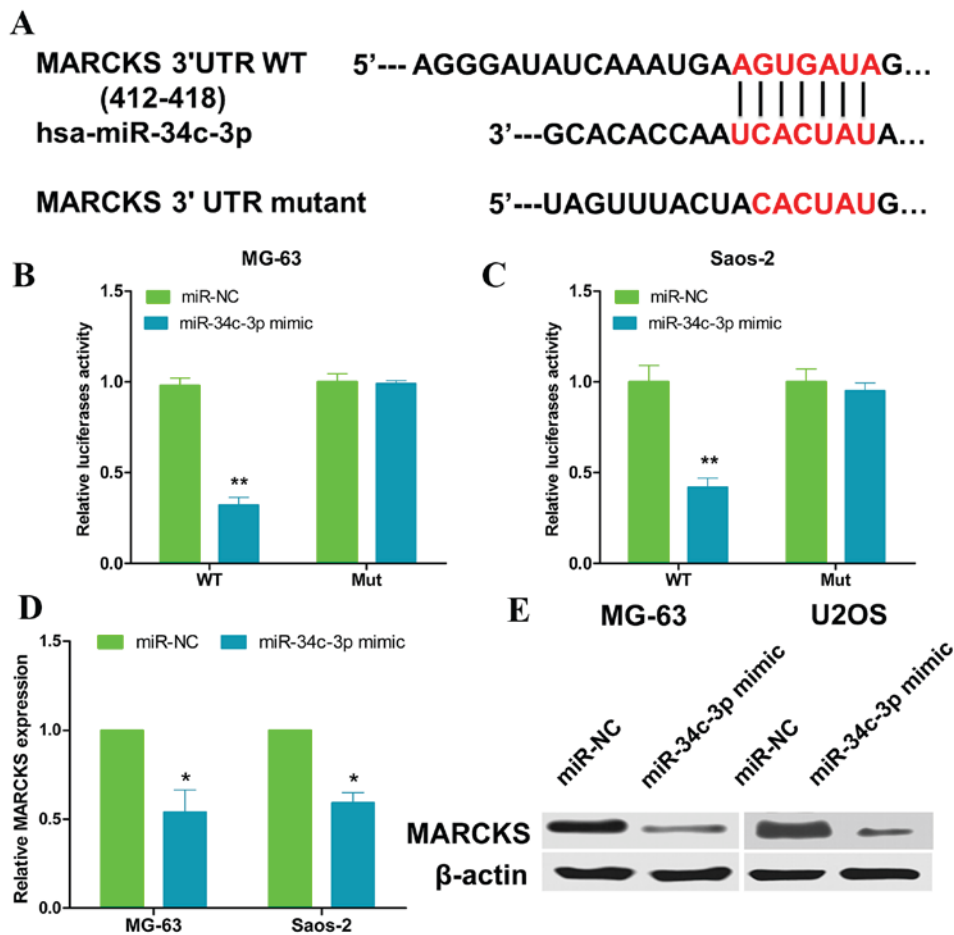 A
MARCKS 3'UTR WT 5’--- AGGGAUAUCAAAUGAAGUGAUAG...
(412-418)
hsa-miR-34c-3p 3’---GCACACCAAUCACUAUA...
MARCKS 3' UTR mutant 5’---UAGUUUACUACACUAUG...
B
MG-63
miR-NC
miR-34c-3p mimic
Relative luciferases activity
1.5
1.0
0.5
0.0
**
WT Mut
C
Saos-2
miR-NC
miR-34c-3p mimic
Relative luciferases activity
1.5
1.0
0.5
0.0
**
WT Mut
D
miR-NC miR-34c-3p mimic
Relative MARCKS expression
1.5
1.0
0.5
0.0
* *
MG-63 Saos-2
E
MG-63 U2OS
miR-NC miR-34c-3p mimic miR-NC miR-34c-3p mimic
MARCKS
β-actin